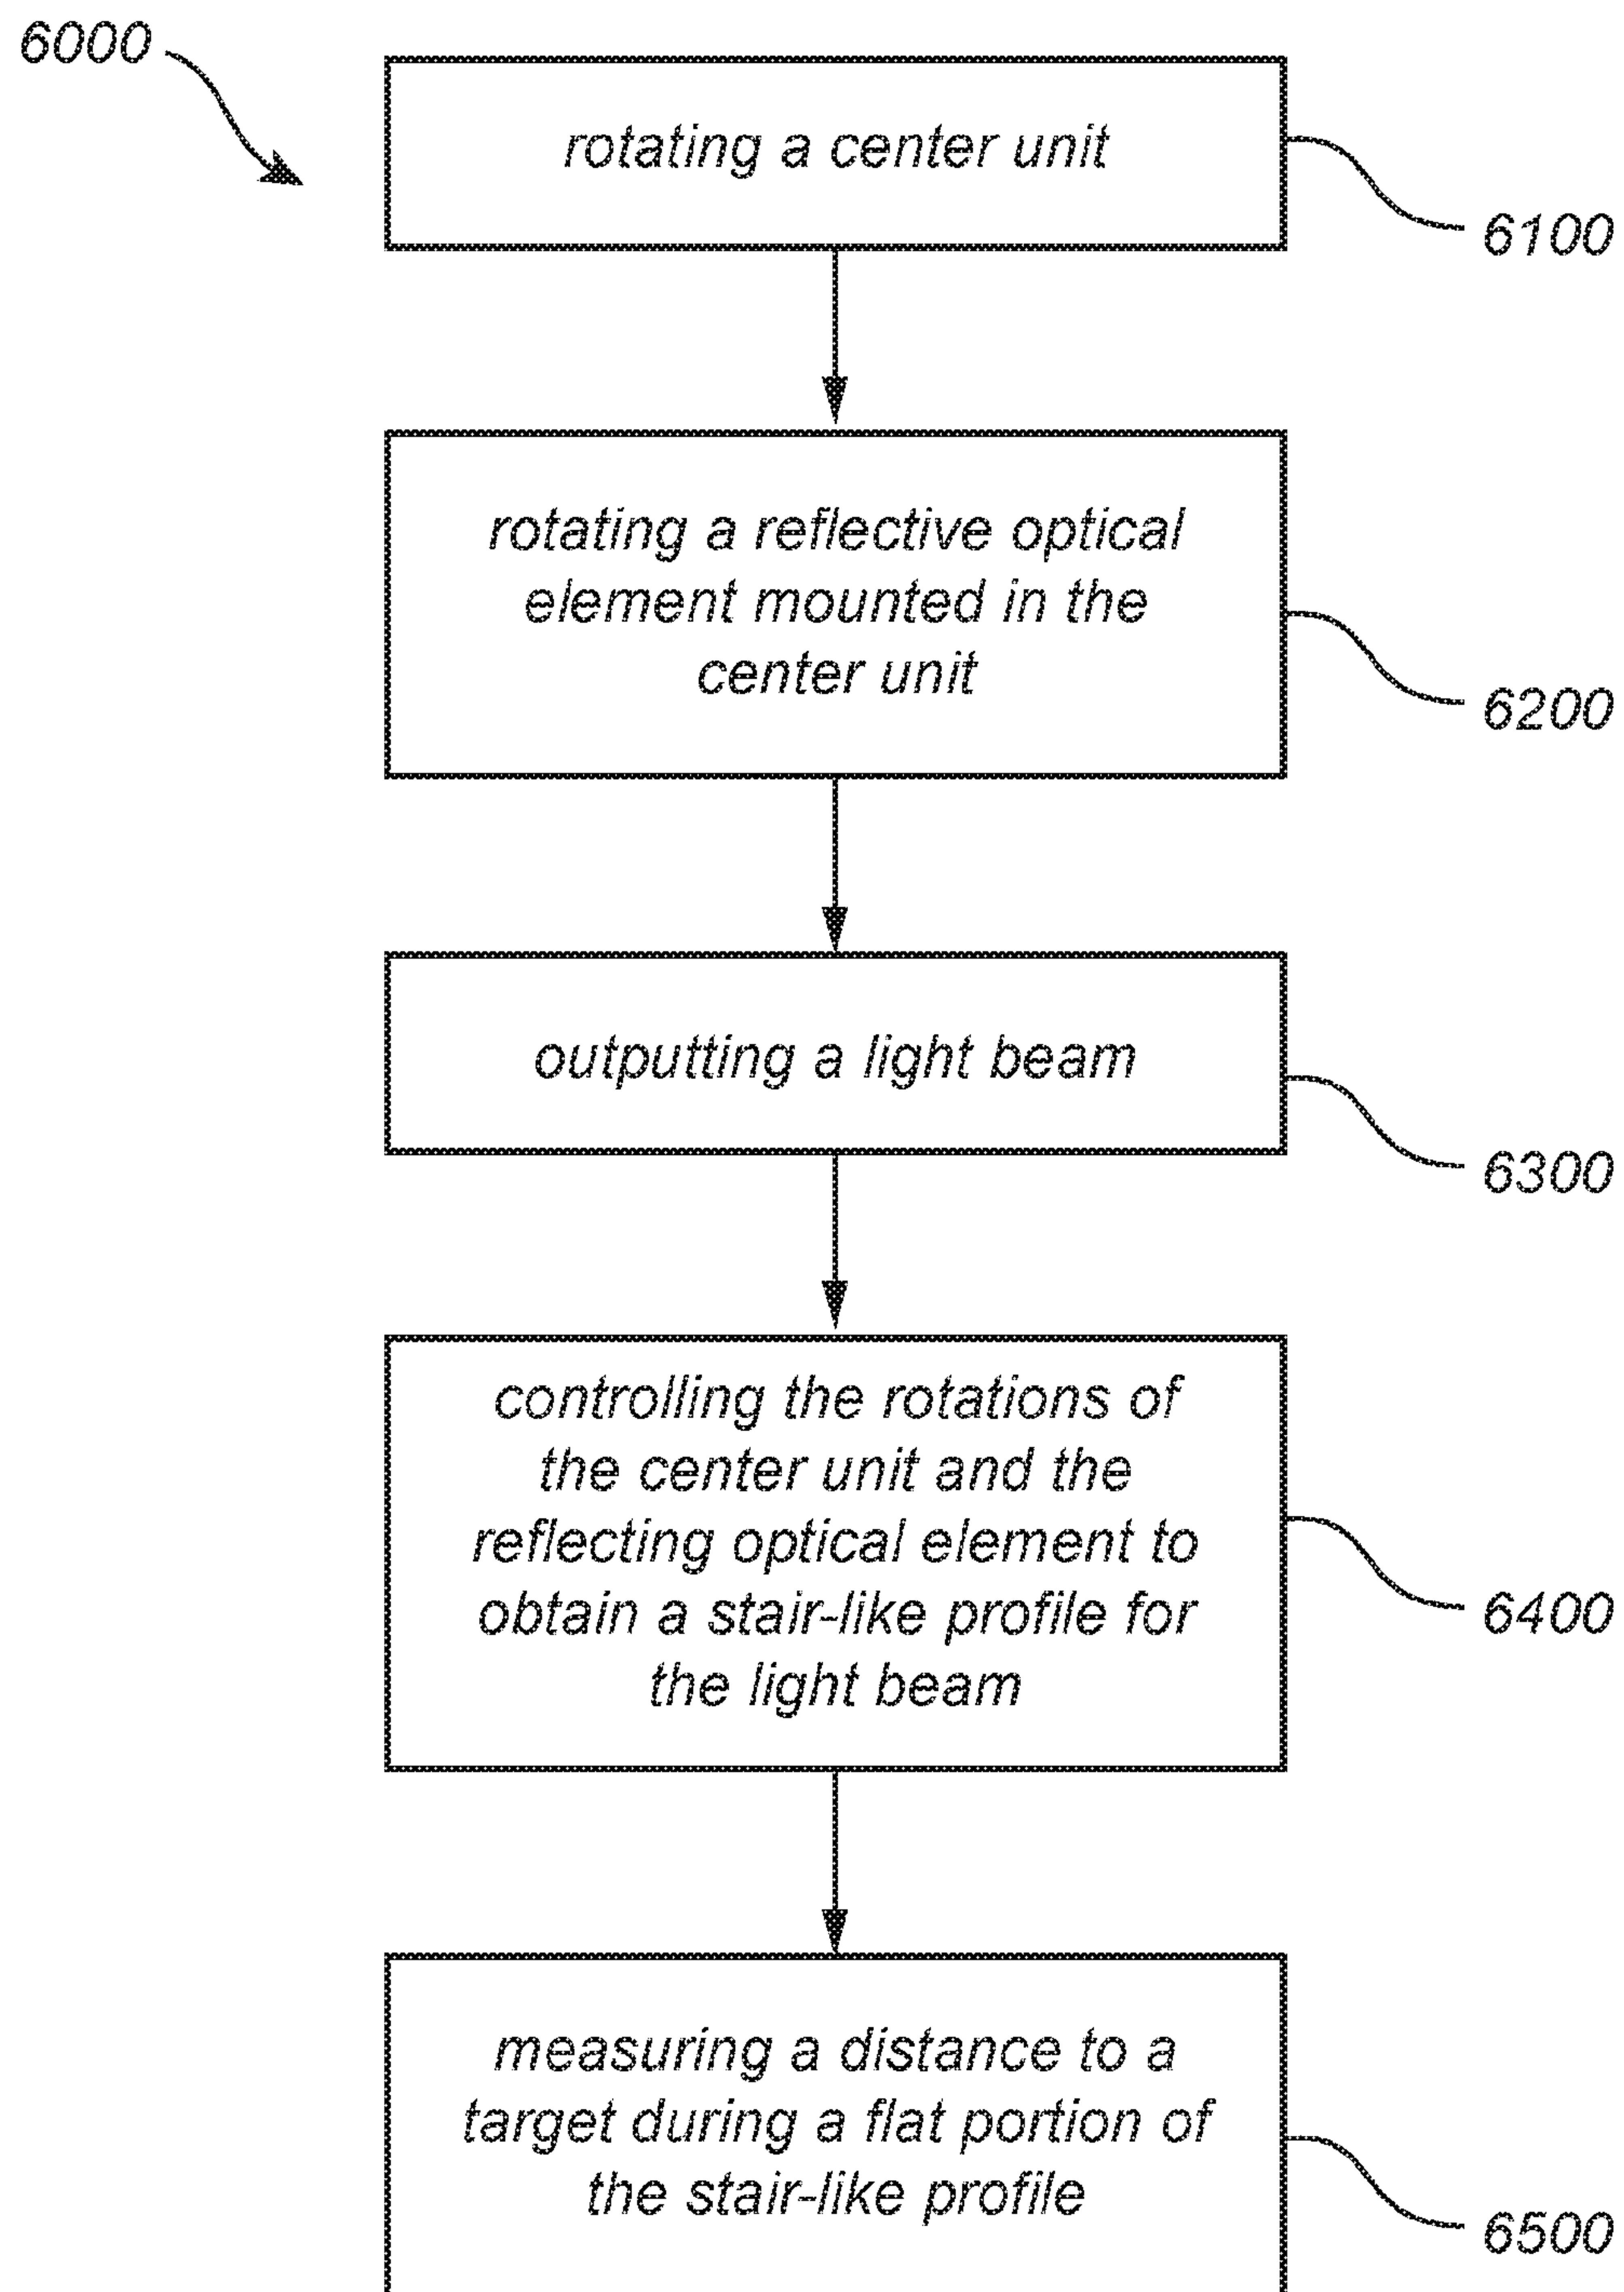 6000
rotating a center unit
6100
rotating a reflective optical
element mounted in the
center unit
6200
outputting a light beam
6300
controlling the rotations of
the center unit and the
reflecting optical element to
obtain a stair-like profile for
the light beam
6400
measuring a distance to a
target during a flat portion of
the stair-like profile
6500